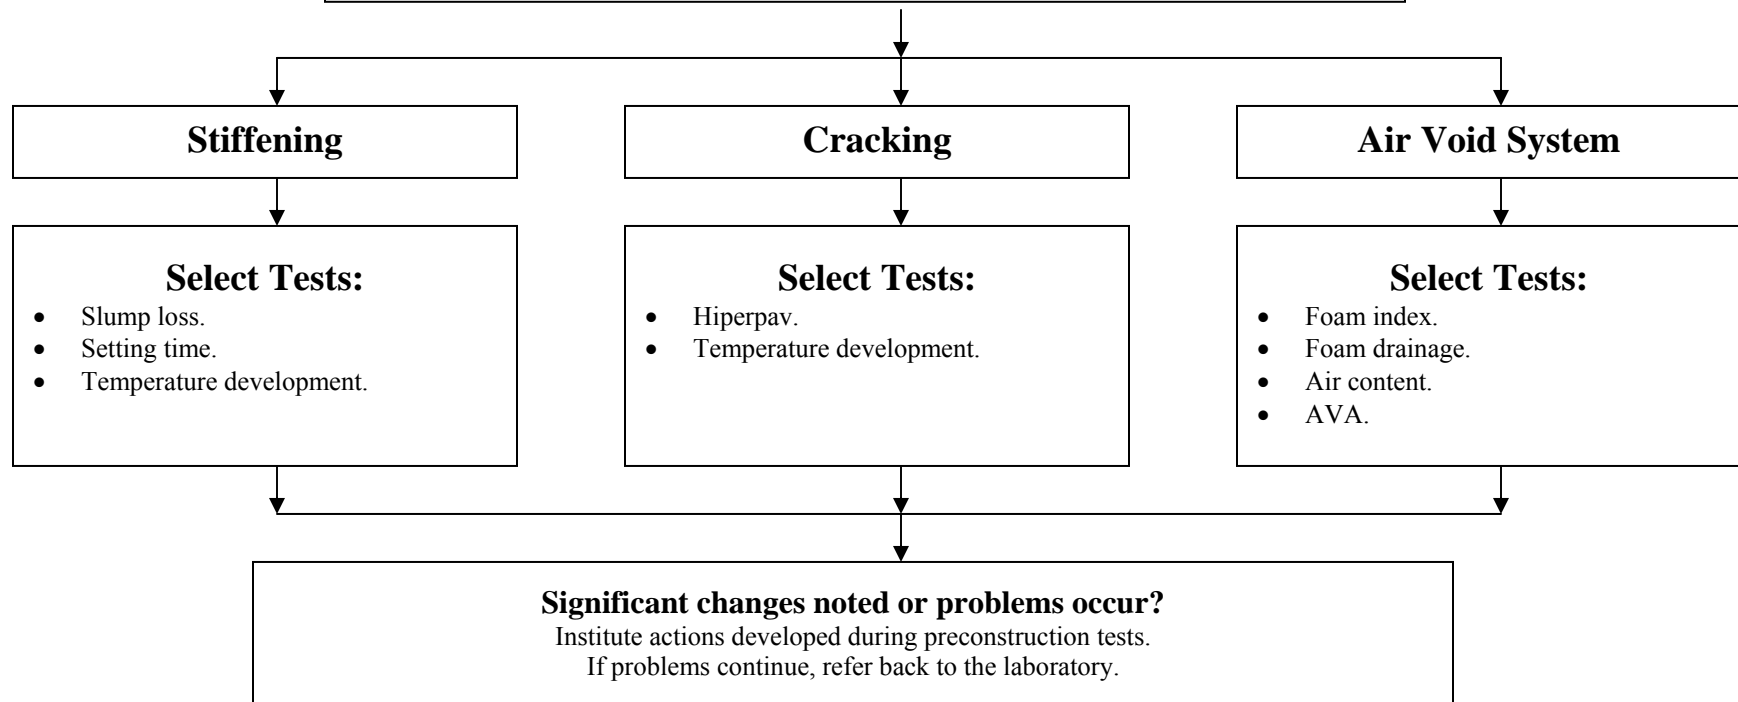 Stiffening
Cracking
Air Void System
Select Tests:
• Slump loss.
• Setting time.
• Temperature development.
Select Tests:
• Hiperpav.
• Temperature development.
Select Tests:
• Foam index.
• Foam drainage.
• Air content.
• AVA.
Significant changes noted or problems occur?
Institute actions developed during preconstruction tests.
If problems continue, refer back to the laboratory.